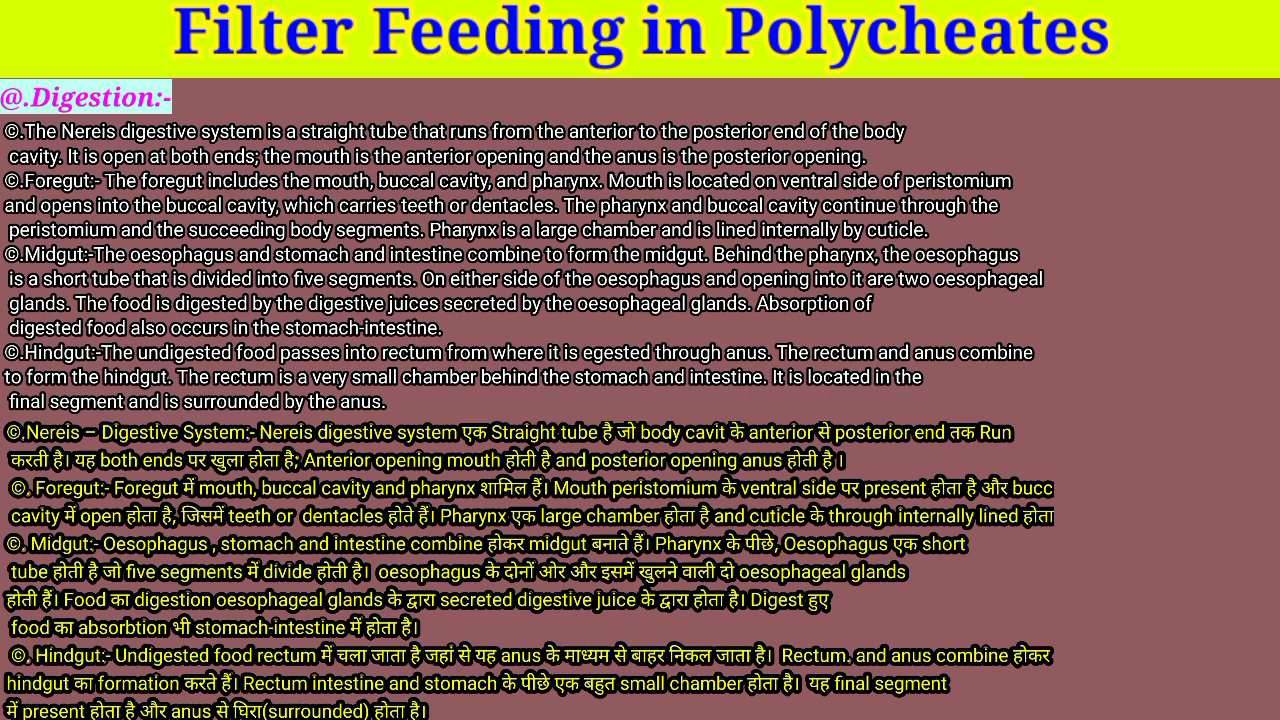 Filter Feeding in Polycheates
@.Digestion:-
©.The Nereis digestive system is a straight tube that runs from the anterior to the posterior end of the body
cavity. It is open at both ends; the mouth is the anterior opening and the anus is the posterior opening.
©.Foregut:- The foregut includes the mouth, buccal cavity, and pharynx. Mouth is located on ventral side of peristomium
and opens into the buccal cavity, which carries teeth or dentacles. The pharynx and buccal cavity continue through the
peristomium and the succeeding body segments. Pharynx is a large chamber and is lined internally by cuticle.
©.Midgut:-The oesophagus and stomach and intestine combine to form the midgut. Behind the pharynx, the oesophagus
is a short tube that is divided into five segments. On either side of the oesophagus and opening into it are two oesophageal
glands. The food is digested by the digestive juices secreted by the oesophageal glands. Absorption of
digested food also occurs in the stomach-intestine.
©.Hindgut:-The undigested food passes into rectum from where it is egested through anus. The rectum and anus combine
to form the hindgut. The rectum is a very small chamber behind the stomach and intestine. It is located in the
final segment and is surrounded by the anus.
©.Nereis – Digestive System:- Nereis digestive system एक Straight tube है जो body cavit के anterior से posterior end तक Run
करती है। यह both ends पर खुला होता है; Anterior opening mouth होती है and posterior opening anus होती है ।
©. Foregut:- Foregut में mouth, buccal cavity and pharynx शामिल हैं। Mouth peristomium के ventral side पर present होता है और bucc
cavity में open होता है, जिसमें teeth or dentacles होते हैं। Pharynx एक large chamber होता है and cuticle के through internally lined होता
©. Midgut:- Oesophagus , stomach and intestine combine होकर midgut बनाते हैं। Pharynx के पीछे, Oesophagus एक short
tube होती है जो five segments में divide होती है। oesophagus के दोनों ओर और इसमें खुलने वाली दो oesophageal glands
होती हैं। Food का digestion oesophageal glands के द्वारा secreted digestive juice के द्वारा होता है। Digest हुए
food का absorbtion भी stomach-intestine में होता है।
©. Hindgut:- Undigested food rectum में चला जाता है जहां से यह anus के माध्यम से बाहर निकल जाता है। Rectum. and anus combine होकर
hindgut का formation करते हैं। Rectum intestine and stomach के पीछे एक बहुत small chamber होता है। यह final segment
में present होता है और anus से घिरा(surrounded) होता है।